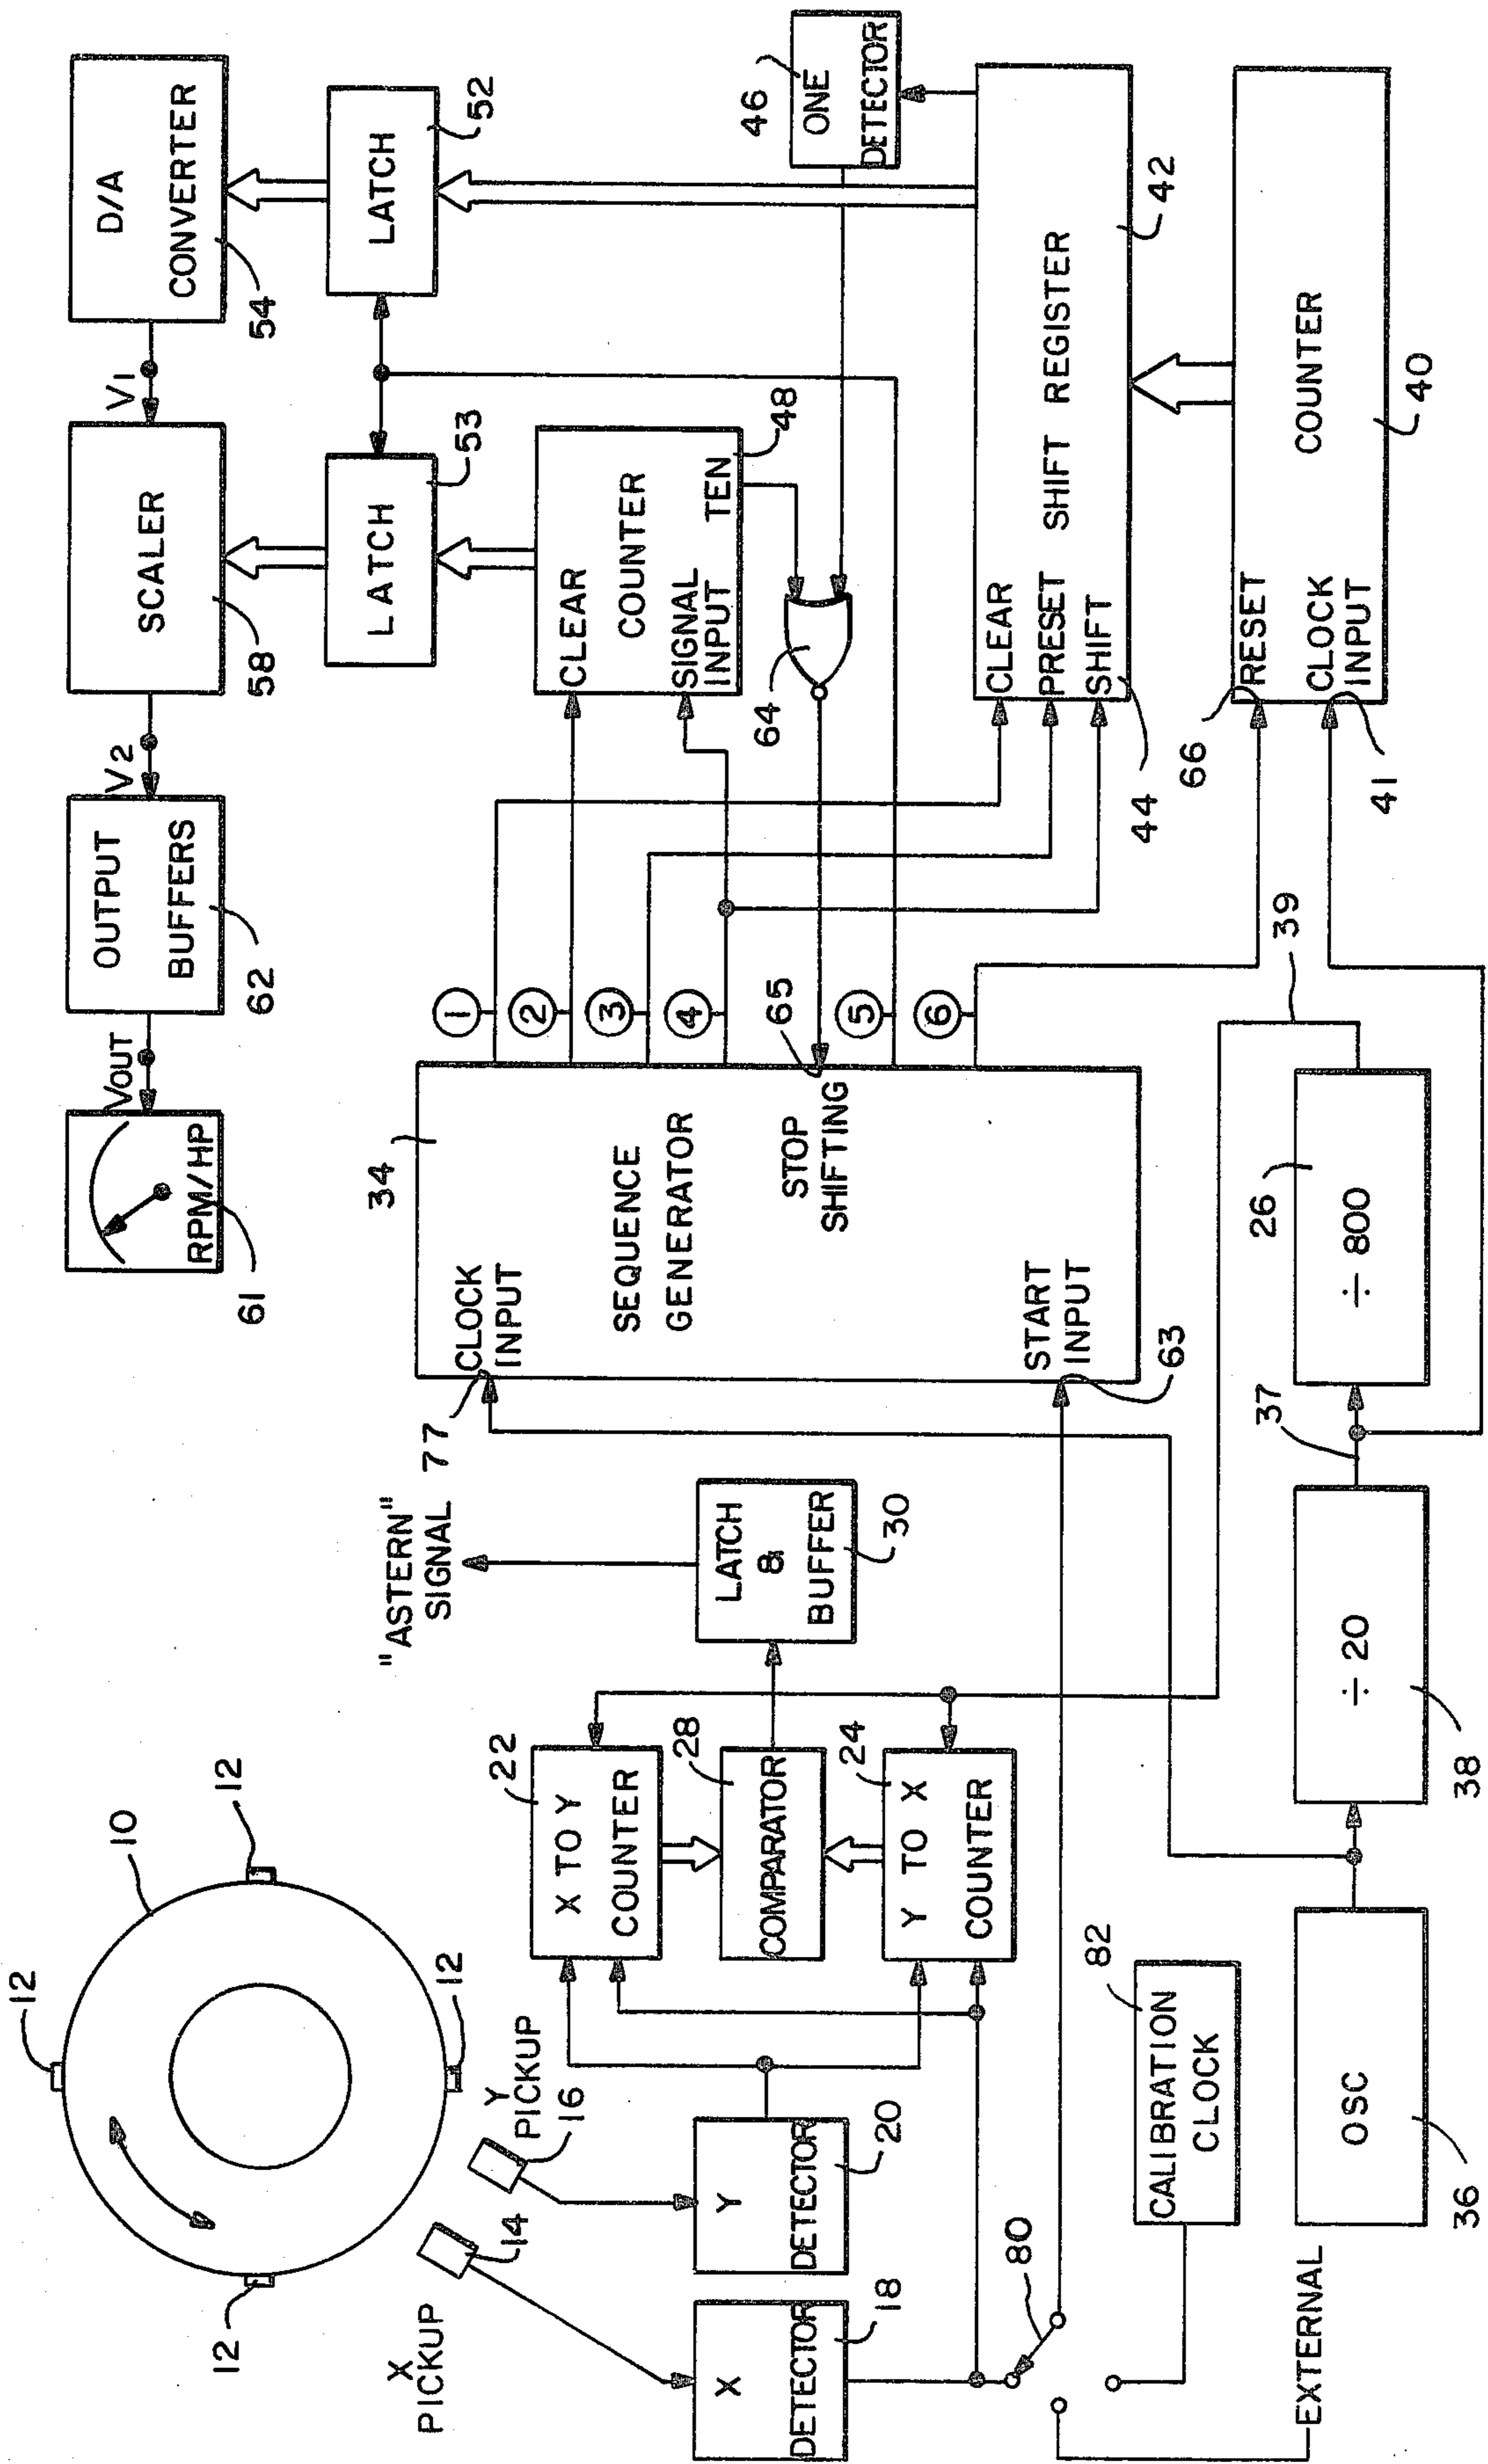 10
12
12
12
12
X
PICKUP
14
Y
PICKUP
16
X
DETECTOR
18
Y
DETECTOR
20
X TO Y
COUNTER
22
COMPARATOR
28
Y TO X
COUNTER
24
LATCH
&
BUFFER
30
"ASTERN"
SIGNAL
77
80
EXTERNAL
CALIBRATION
CLOCK
82
OSC
36
÷ 20
38
37
÷ 800
26
39
34
CLOCK
INPUT
SEQUENCE
GENERATOR
STOP
SHIFTING
START
INPUT
63
65
1
2
3
4
5
6
RPM/HP
61
VOUT
OUTPUT
BUFFERS
62
V2
SCALER
58
V1
D/A
CONVERTER
54
LATCH
53
LATCH
52
CLEAR
COUNTER
SIGNAL
INPUT
TEN
48
64
ONE
DETECTOR
46
CLEAR
PRESET
SHIFT
SHIFT REGISTER
42
44
RESET
CLOCK
INPUT
COUNTER
40
66
41